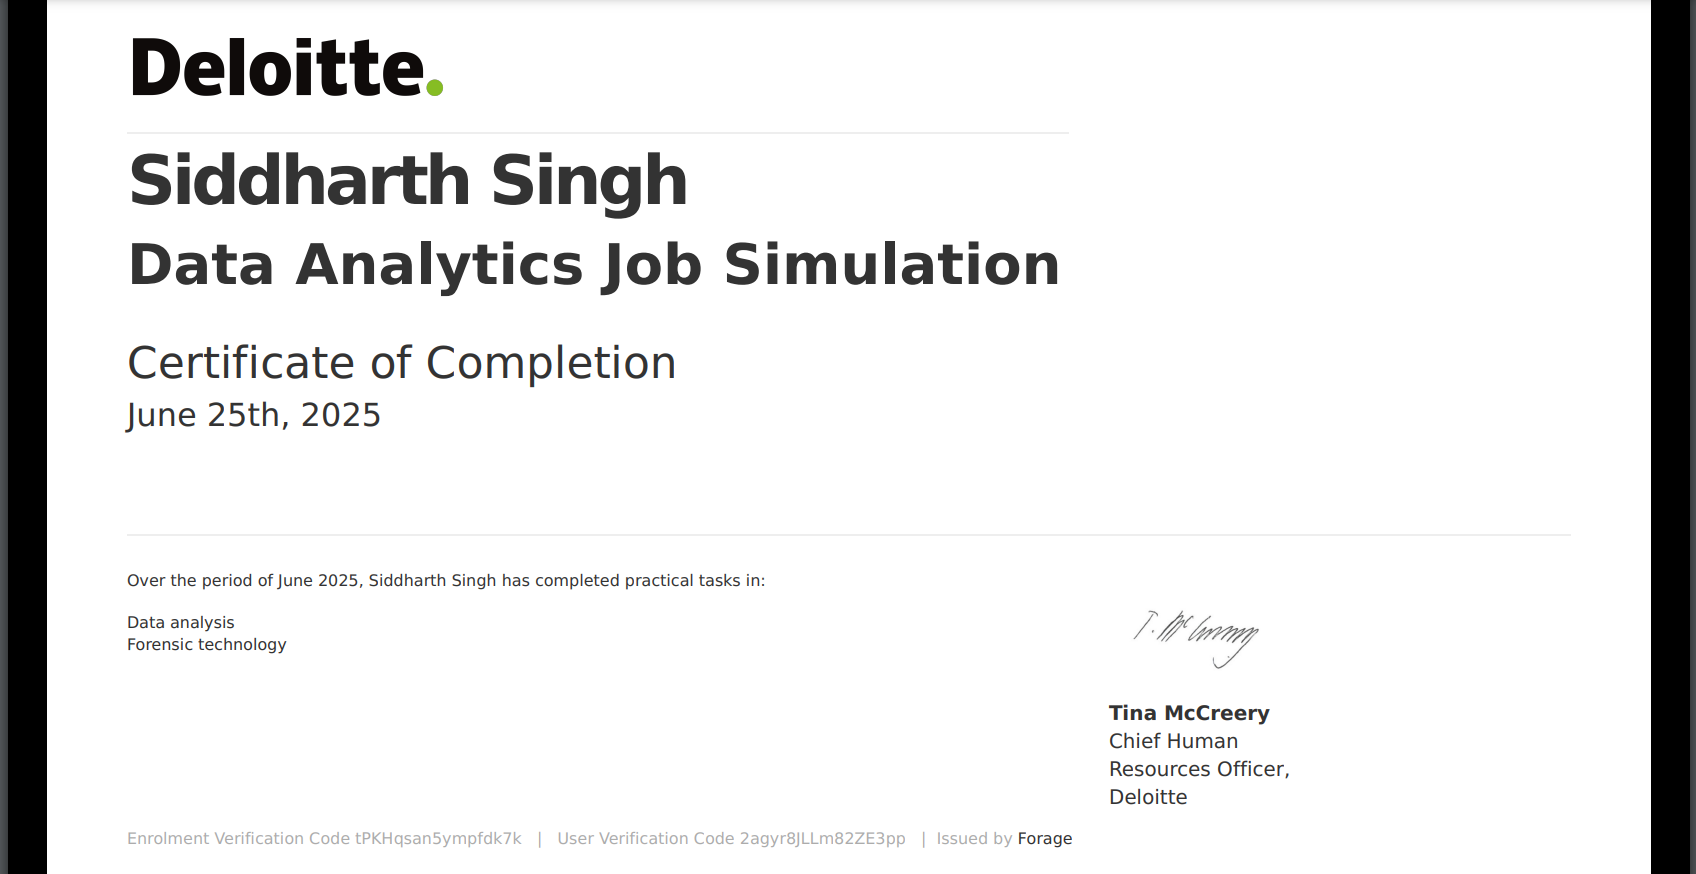 Deloitte.
Siddharth Singh
Data Analytics Job Simulation
Certificate of Completion
June 25th, 2025
Over the period of June 2025, Siddharth Singh has completed practical tasks in:
Data analysis
Forensic technology
T. McCreery
Tina McCreery
Chief Human
Resources Officer,
Deloitte
Enrolment Verification Code tPKHqsan5ympfdk7k | User Verification Code 2agyr8JLLm82ZE3pp | Issued by Forage